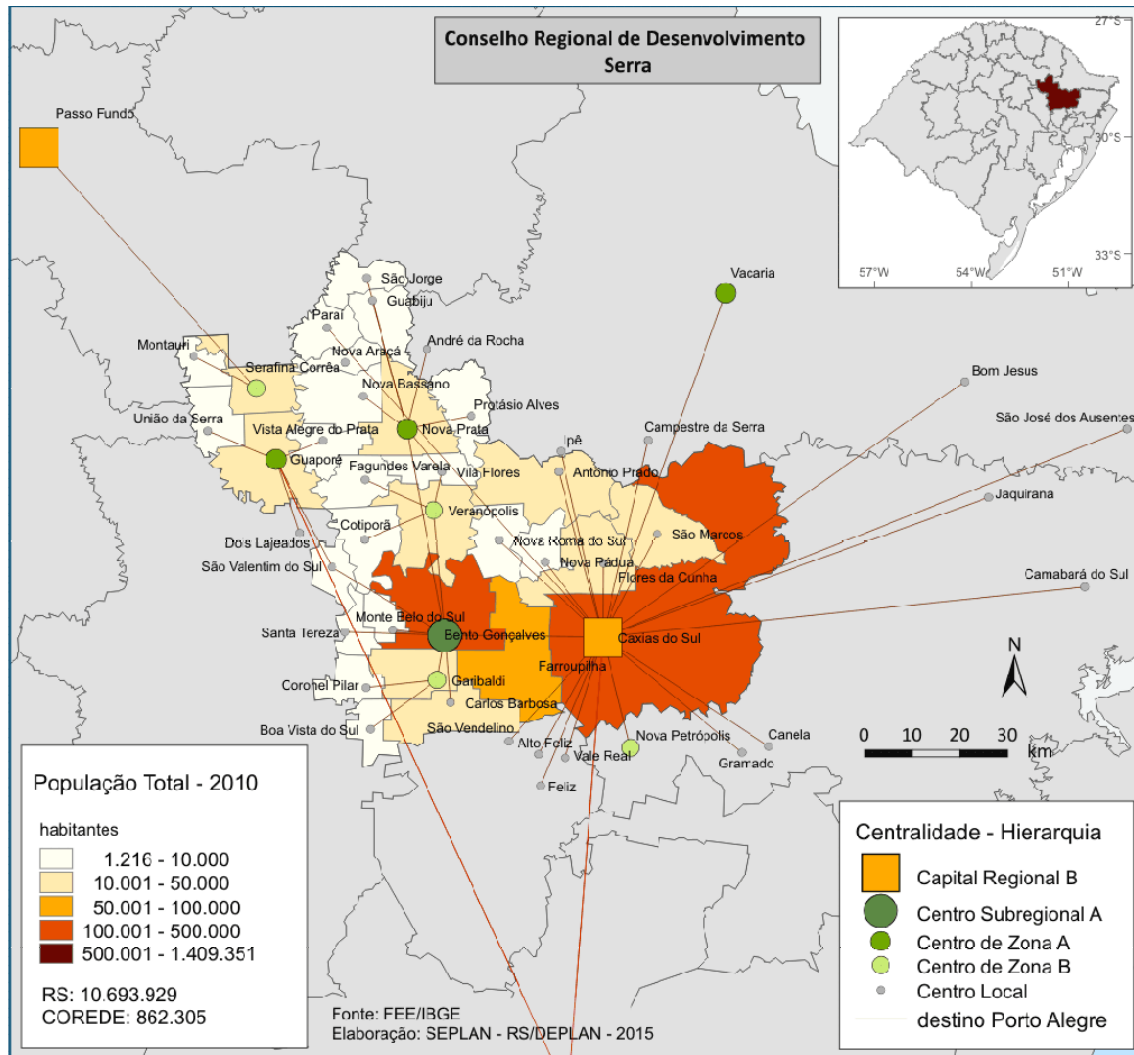 Conselho Regional de Desenvolvimento
Serra
27°S
30°S
33°S
57°W
54°W
51°W
Passo Fundo
Vacaria
São Jorge
Guabiju
Paraí
André da Rocha
Montauri
Nova Araçá
Serafina Corrêa
Bom Jesus
Nova Bassano
Protásio Alves
São José dos Ausentes
União da Serra
Vista Alegre do Prata
Nova Prata
Campestre da Serra
Ipê
Guaporé
Fagundes Varela
Vila Flores
Antônio Prado
Jaquirana
Veranópolis
Cotiporã
Dois Lajeados
Nova Roma do Sul
São Marcos
São Valentim do Sul
Nova Pádua
Flores da Cunha
Camabará do Sul
Monte Belo do Sul
Santa Tereza
Bento Gonçalves
Caxias do Sul
N
Farroupilha
Coronel Pilar
Garibaldi
Carlos Barbosa
Boa Vista do Sul
São Vendelino
Alto Feliz
Nova Petrópolis
Canela
Vale Real
Gramado
Feliz
0 10 20 30
km
População Total - 2010
habitantes
1.216 - 10.000
10.001 - 50.000
50.001 - 100.000
100.001 - 500.000
500.001 - 1.409.351
RS: 10.693.929
COREDE: 862.305
Fonte: FEE/IBGE
Elaboração: SEPLAN - RS/DEPLAN - 2015
Centralidade - Hierarquia
Capital Regional B
Centro Subregional A
Centro de Zona A
Centro de Zona B
Centro Local
destino Porto Alegre